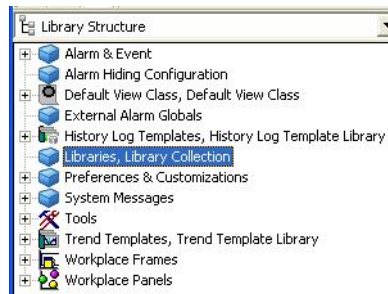 Library Structure
Alarm & Event
Alarm Hiding Configuration
Default View Class, Default View Class
External Alarm Globals
History Log Templates, History Log Template Library
Libraries, Library Collection
Preferences & Customizations
System Messages
Tools
Trend Templates, Trend Template Library
Workplace Frames
Workplace Panels